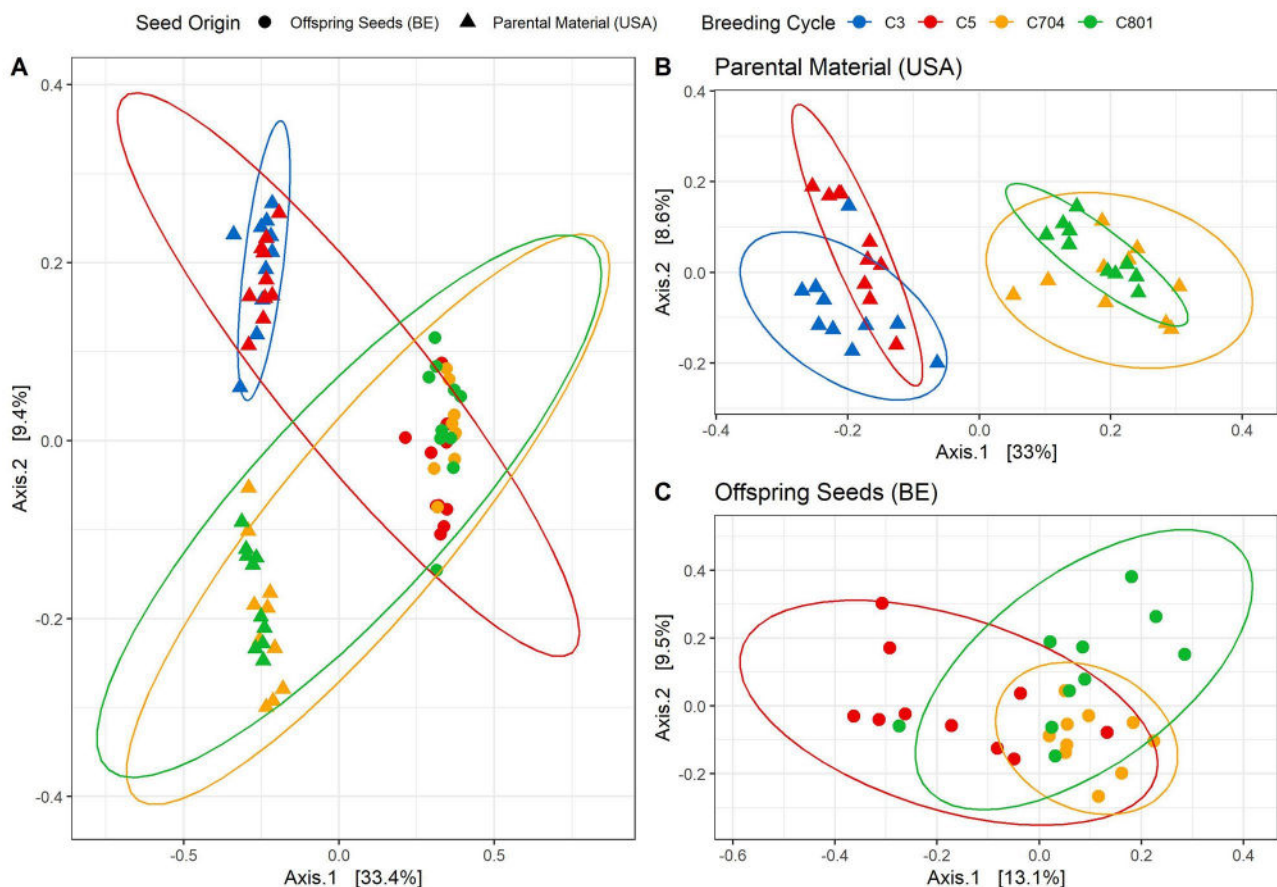 Seed Origin Offspring Seeds (BE) Parental Material (USA) Breeding Cycle C3 C5 C704 C801
A
0.4
0.2
0.0
-0.2
-0.4
Axis.2 [9.4%]
-0.5 0.0 0.5
Axis.1 [33.4%]
B Parental Material (USA)
0.4
0.2
0.0
-0.2
Axis.2 [8.6%]
-0.4 -0.2 0.0 0.2 0.4
Axis.1 [33%]
C Offspring Seeds (BE)
0.4
0.2
0.0
-0.2
Axis.2 [9.5%]
-0.6 -0.4 -0.2 0.0 0.2 0.4
Axis.1 [13.1%]